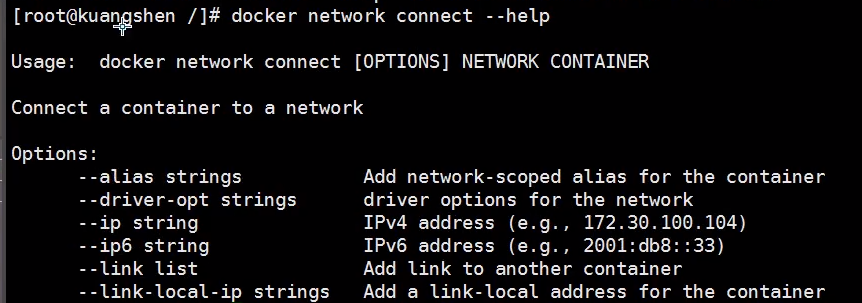 [root@kuangshen /]# docker network connect --help
Usage:  docker network connect [OPTIONS] NETWORK CONTAINER
Connect a container to a network
Options:
--alias strings           Add network-scoped alias for the container
--driver-opt strings      driver options for the network
--ip string               IPv4 address (e.g., 172.30.100.104)
--ip6 string              IPv6 address (e.g., 2001:db8::33)
--link list               Add link to another container
--link-local-ip strings   Add a link-local address for the container